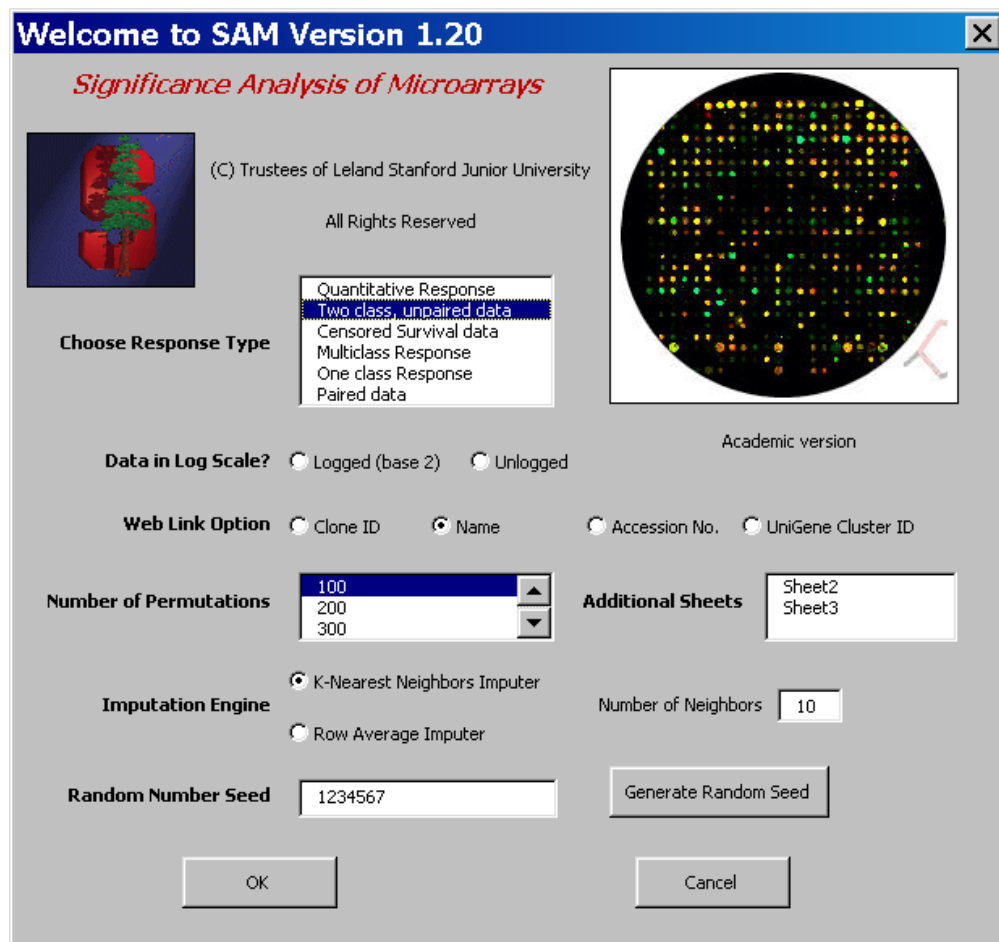 Welcome to SAM Version 1.20
Significance Analysis of Microarrays
(C) Trustees of Leland Stanford Junior University
All Rights Reserved
Choose Response Type
Quantitative Response
Two class, unpaired data
Censored Survival data
Multiclass Response
One class Response
Paired data
Academic version
Data in Log Scale? Logged (base 2) Unlogged
Web Link Option Clone ID Name Accession No. UniGene Cluster ID
Number of Permutations
100
200
300
Additional Sheets
Sheet2
Sheet3
Imputation Engine
K-Nearest Neighbors Imputer
Row Average Imputer
Number of Neighbors 10
Random Number Seed 1234567 Generate Random Seed
OK Cancel